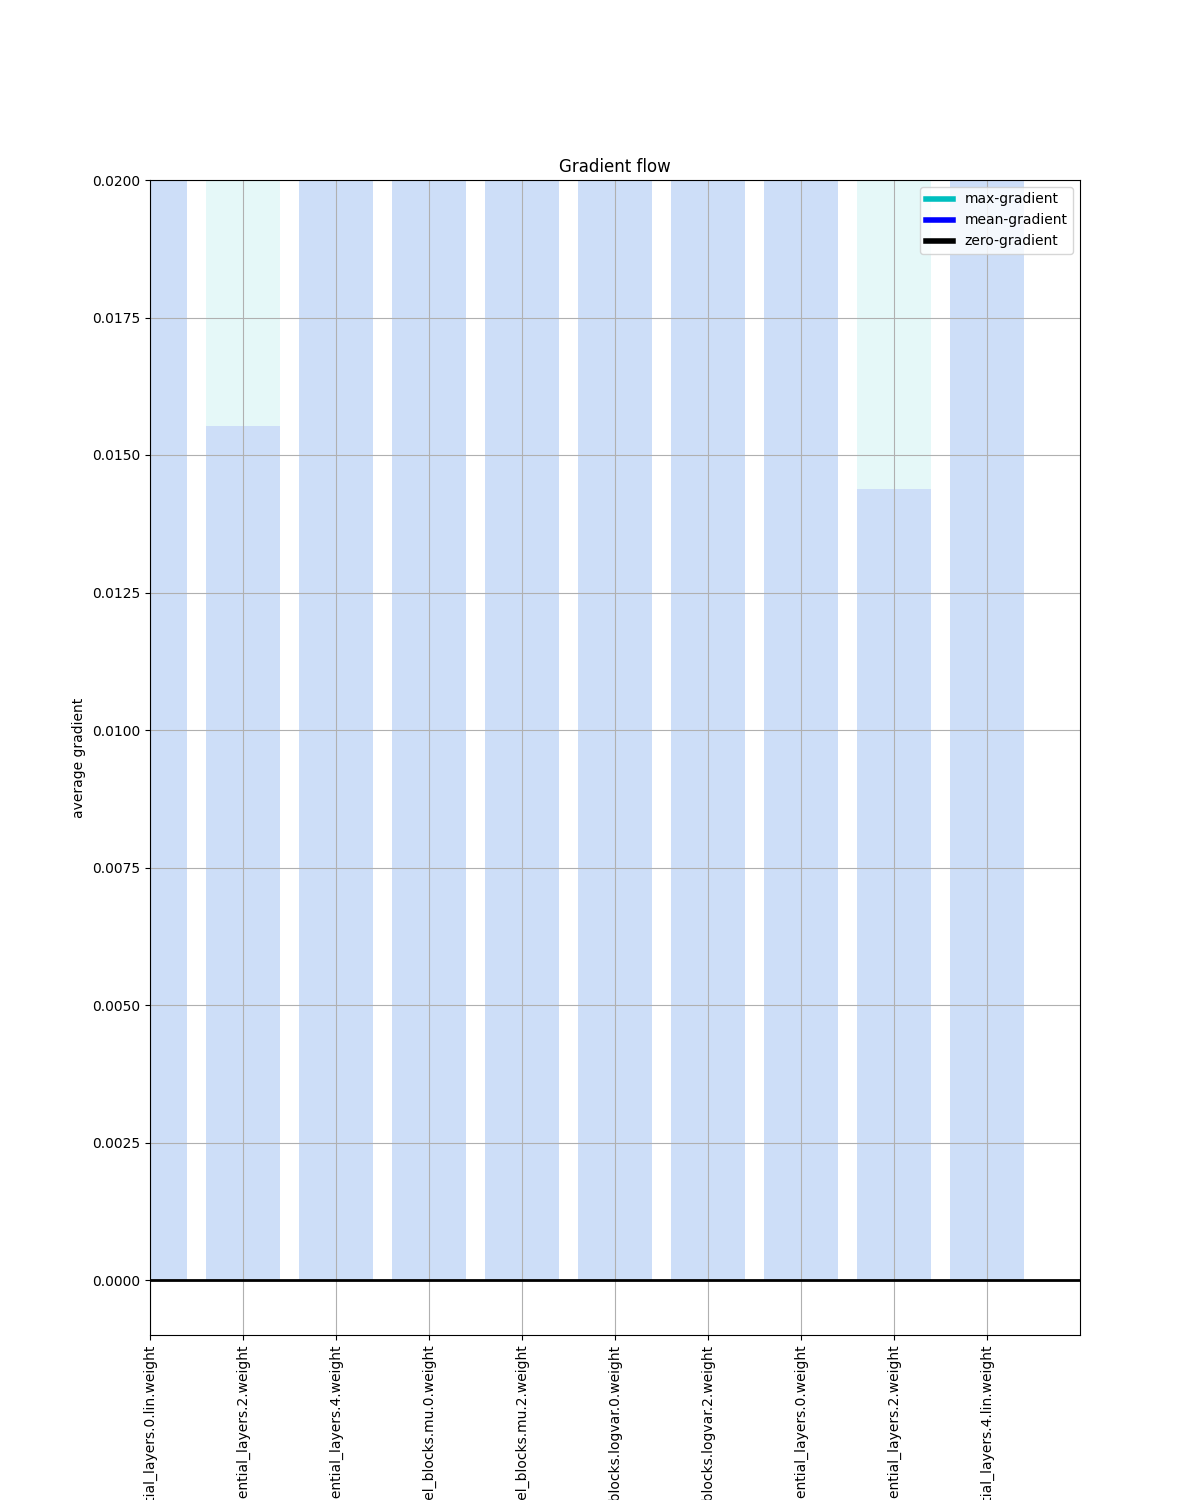 Gradient flow
max-gradient
mean-gradient
zero-gradient
0.0200
0.0175
0.0150
0.0125
0.0100
0.0075
0.0050
0.0025
0.0000
average gradient
tial_layers.0.lin.weight
ential_layers.2.weight
ential_layers.4.weight
el_blocks.mu.0.weight
el_blocks.mu.2.weight
blocks.logvar.0.weight
blocks.logvar.2.weight
ential_layers.0.weight
ential_layers.2.weight
tial_layers.4.lin.weight